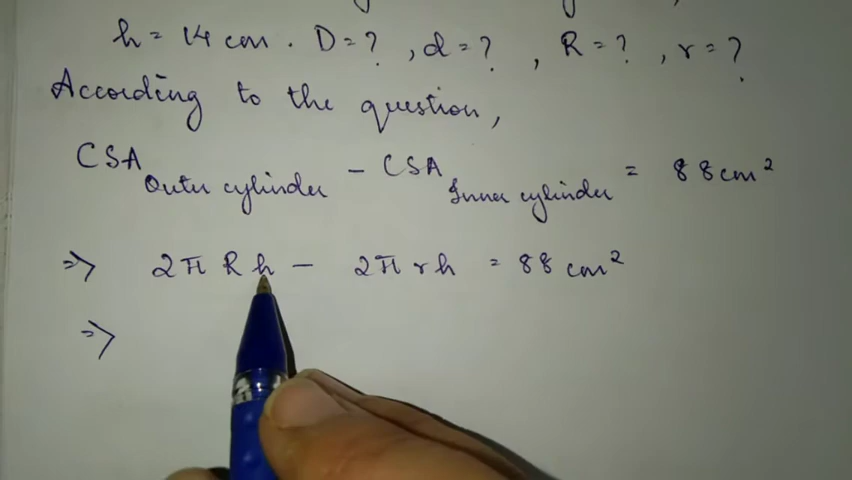 h = 14 cm. D = ?, d = ?, R = ?, r = ?
According to the question,
CSA Outer cylinder - CSA Inner cylinder = 88 cm²
⇒ 2π R h - 2π r h = 88 cm²
⇒